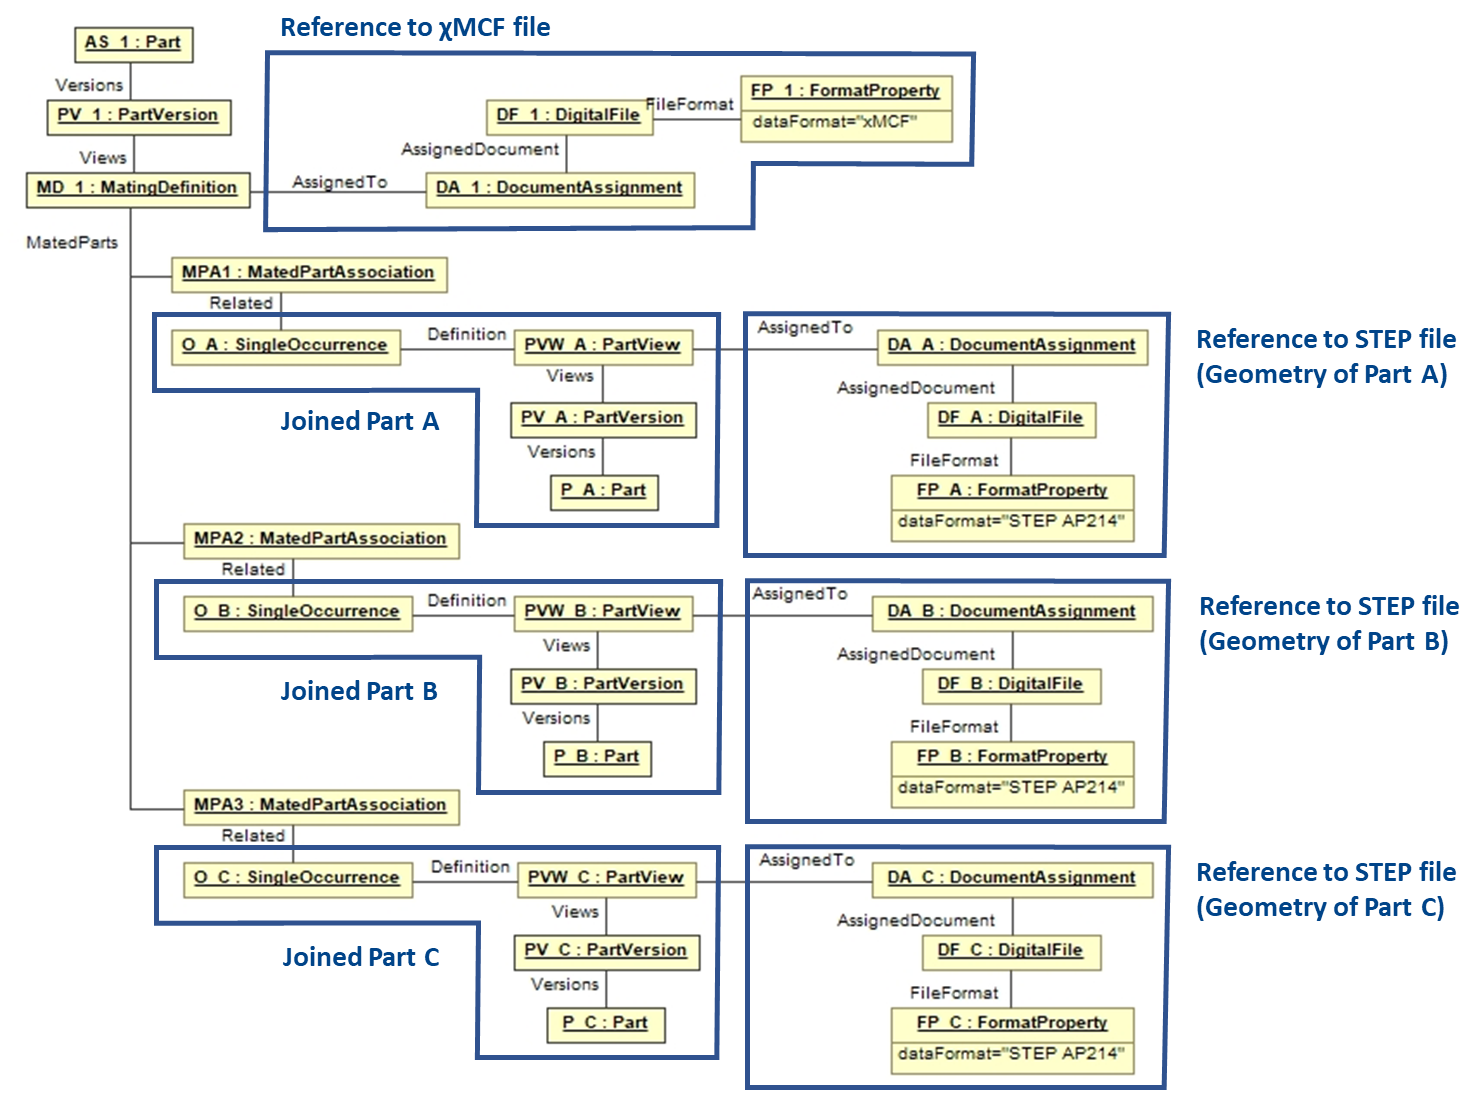 Reference to χMCF file
AS_1 : Part
Versions
PV_1 : PartVersion
Views
MD_1 : MatingDefinition
AssignedTo
DA_1 : DocumentAssignment
AssignedDocument
DF_1 : DigitalFile
FileFormat
FP_1 : FormatProperty
dataFormat="xMCF"
MatedParts
MPA1 : MatedPartAssociation
Related
O_A : SingleOccurrence
Definition
PVW_A : PartView
Views
PV_A : PartVersion
Versions
P_A : Part
Joined Part A
AssignedTo
DA_A : DocumentAssignment
AssignedDocument
DF_A : DigitalFile
FileFormat
FP_A : FormatProperty
dataFormat="STEP AP214"
Reference to STEP file
(Geometry of Part A)
MPA2 : MatedPartAssociation
Related
O_B : SingleOccurrence
Definition
PVW_B : PartView
Views
PV_B : PartVersion
Versions
P_B : Part
Joined Part B
AssignedTo
DA_B : DocumentAssignment
AssignedDocument
DF_B : DigitalFile
FileFormat
FP_B : FormatProperty
dataFormat="STEP AP214"
Reference to STEP file
(Geometry of Part B)
MPA3 : MatedPartAssociation
Related
O_C : SingleOccurrence
Definition
PVW_C : PartView
Views
PV_C : PartVersion
Versions
P_C : Part
Joined Part C
AssignedTo
DA_C : DocumentAssignment
AssignedDocument
DF_C : DigitalFile
FileFormat
FP_C : FormatProperty
dataFormat="STEP AP214"
Reference to STEP file
(Geometry of Part C)